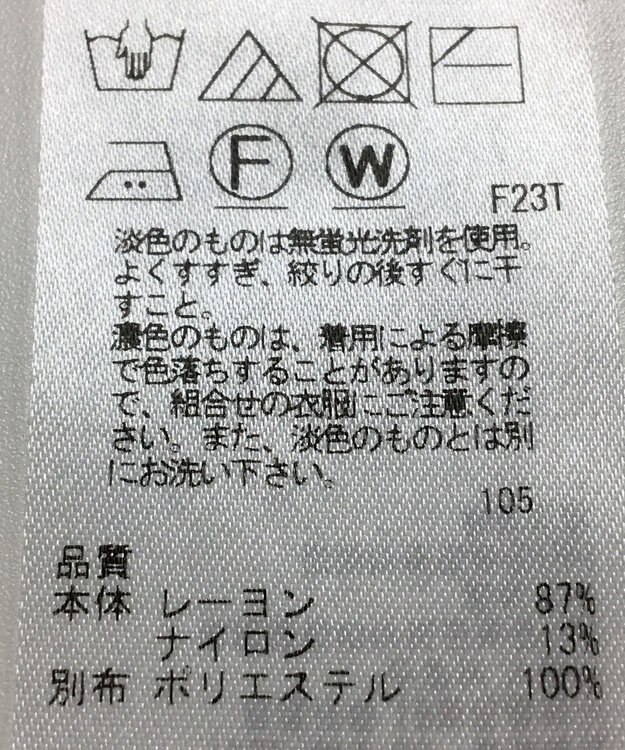 F
W
F23T
淡色のものは無蛍光洗剤を使用。
よくすすぎ、絞りの後すぐに干
すこと。
濃色のものは、着用による摩擦
で色落ちすることがありますの
で、組合せの衣服にご注意くだ
さい。また、淡色のものとは別
にお洗い下さい。
105
品質
本体 レーヨン 87%
ナイロン 13%
別布 ポリエステル 100%